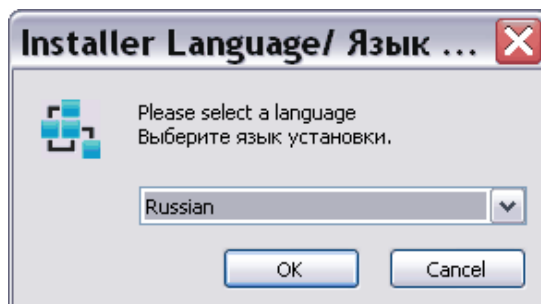 Installer Language/ Язык ...
Please select a language
Выберите язык установки.
Russian
OK
Cancel